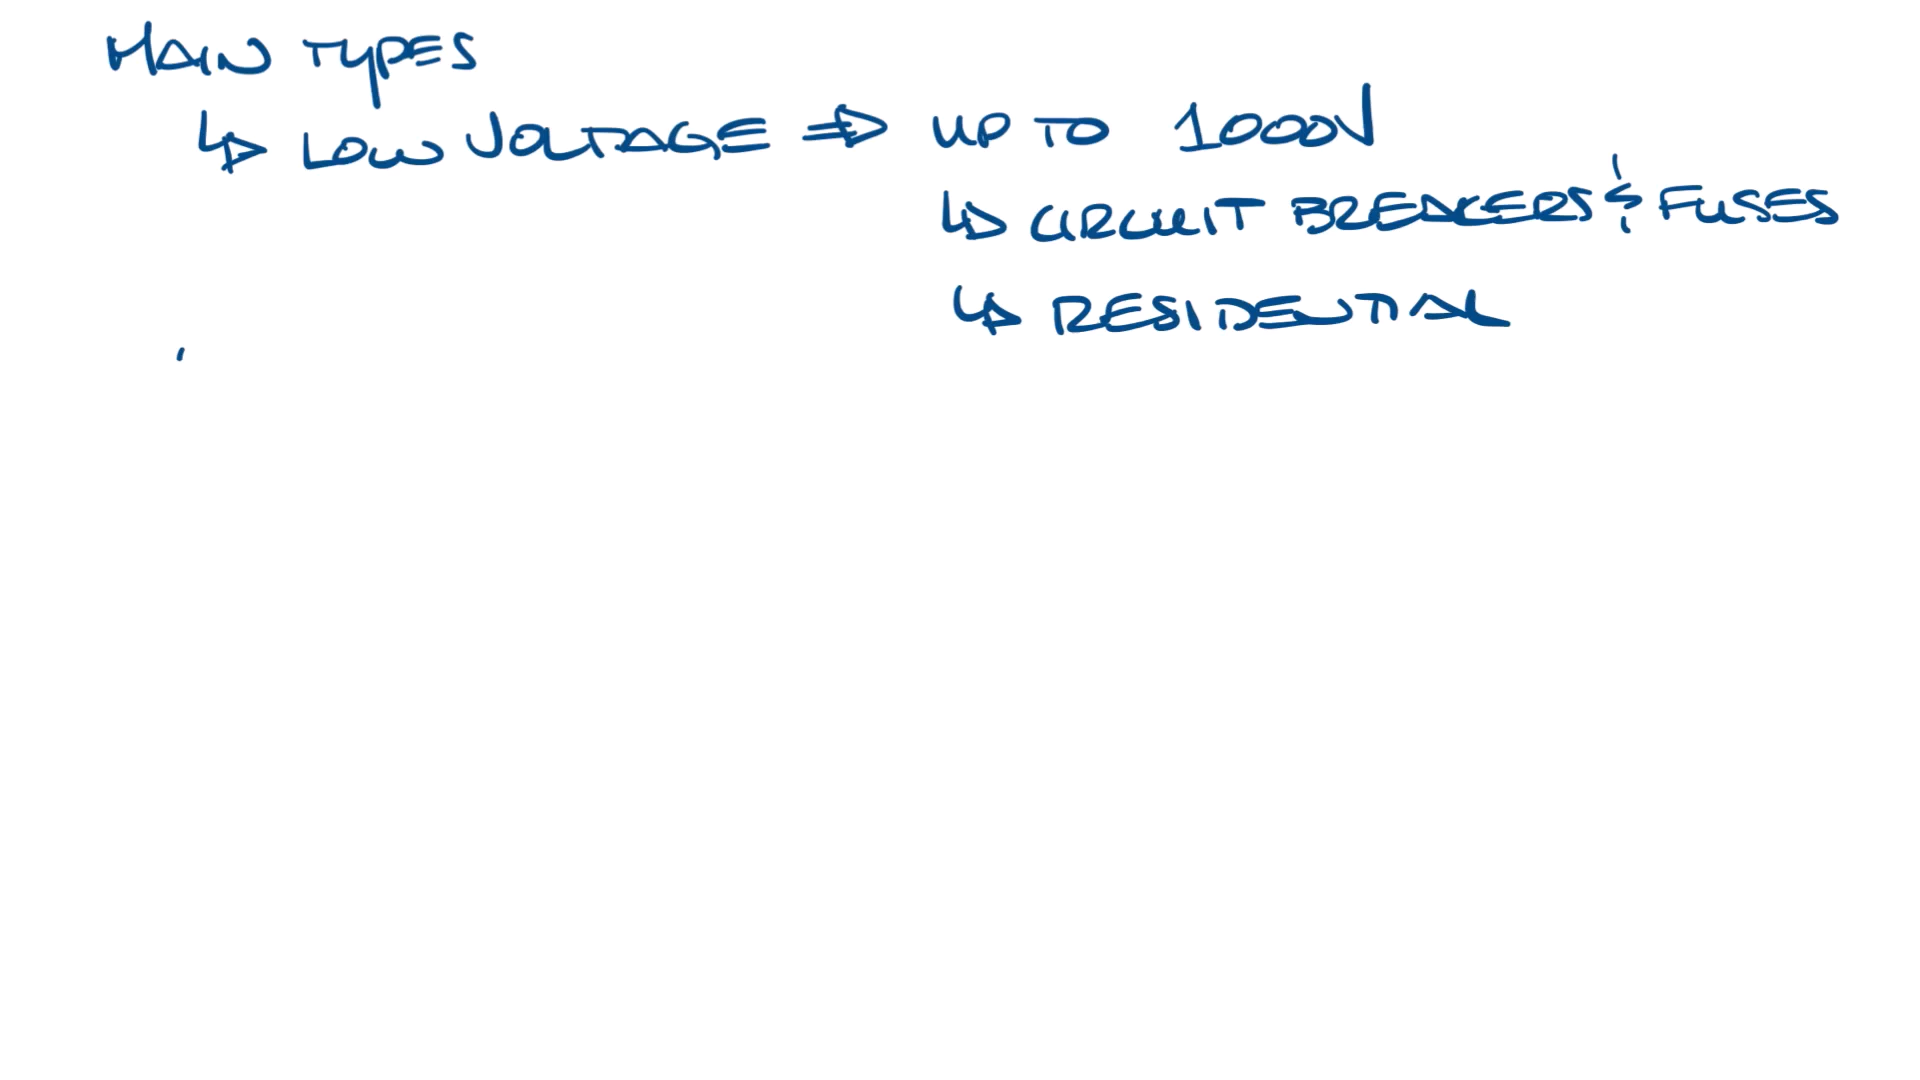 MAIN TYPES
↳ LOW VOLTAGE ⇒ UP TO 1000V
↳ CIRCUIT BREAKERS & FUSES
↳ RESIDENTIAL